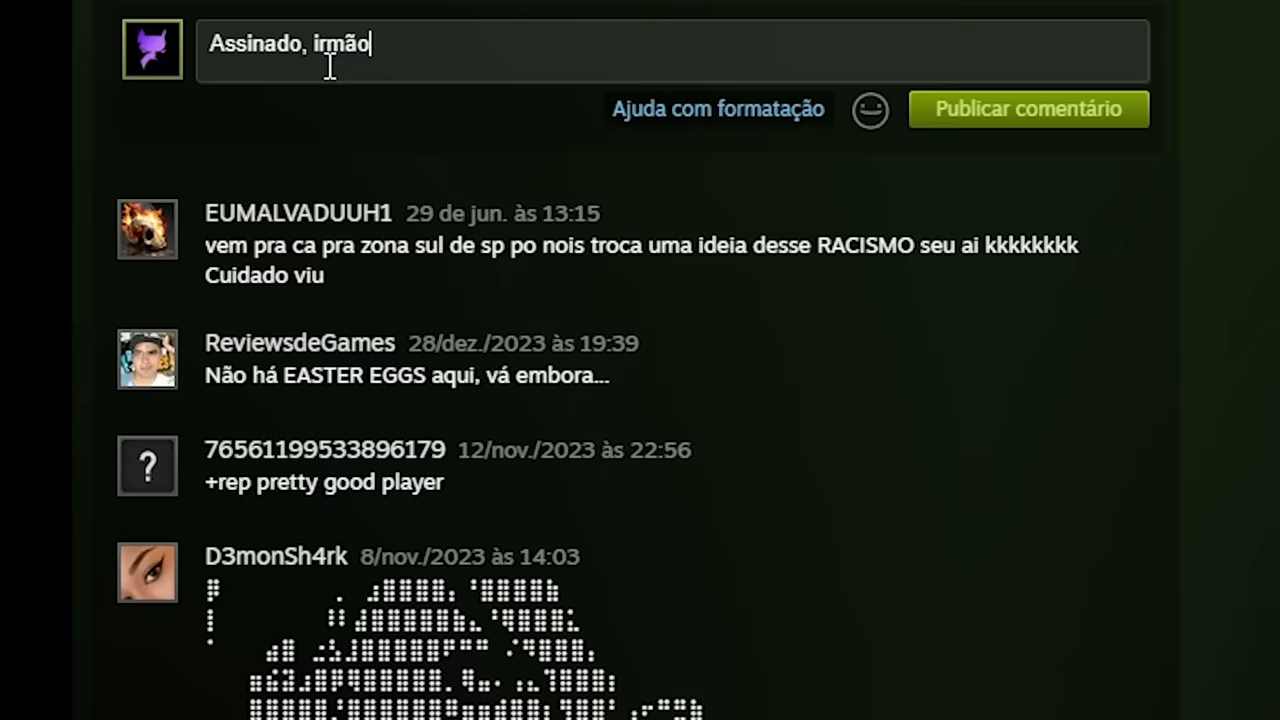 Assinado, irmão
Ajuda com formatação
Publicar comentário
EUMALVADUUH1 29 de jun. às 13:15
vem pra ca pra zona sul de sp po nois troca uma ideia desse RACISMO seu ai kkkkkkkk
Cuidado viu
ReviewsdeGames 28/dez./2023 às 19:39
Não há EASTER EGGS aqui, vá embora...
?
76561199533896179 12/nov./2023 às 22:56
+rep pretty good player
D3monSh4rk 8/nov./2023 às 14:03